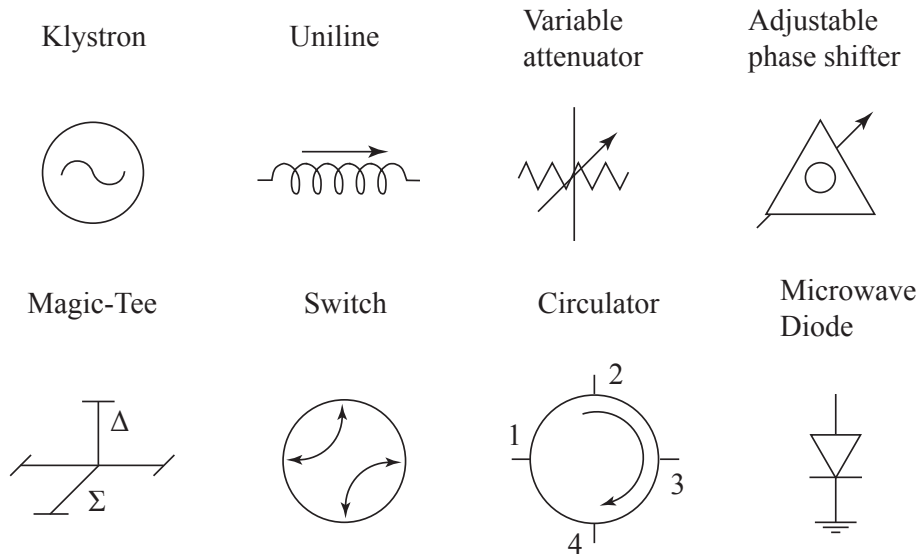 Klystron
Uniline
Variable
attenuator
Adjustable
phase shifter
Magic-Tee
Switch
Circulator
Microwave
Diode
Δ
Σ
1
2
3
4